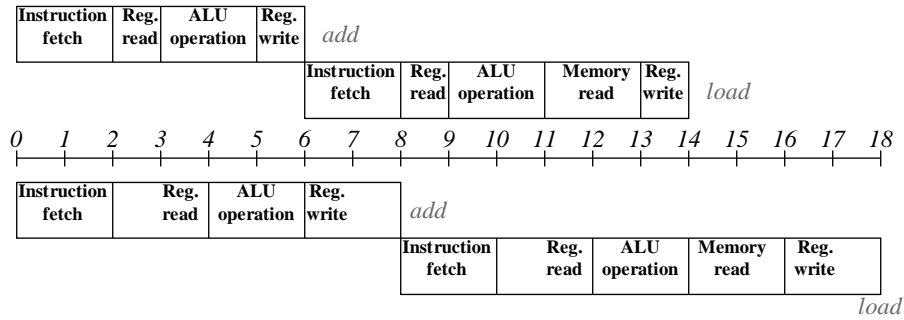 Instruction Reg. ALU Reg.
fetch read operation write add
Instruction Reg. ALU Memory Reg.
fetch read operation read write load
0 1 2 3 4 5 6 7 8 9 10 11 12 13 14 15 16 17 18
Instruction Reg. ALU Reg.
fetch read operation write add
Instruction Reg. ALU Memory Reg.
fetch read operation read write
load